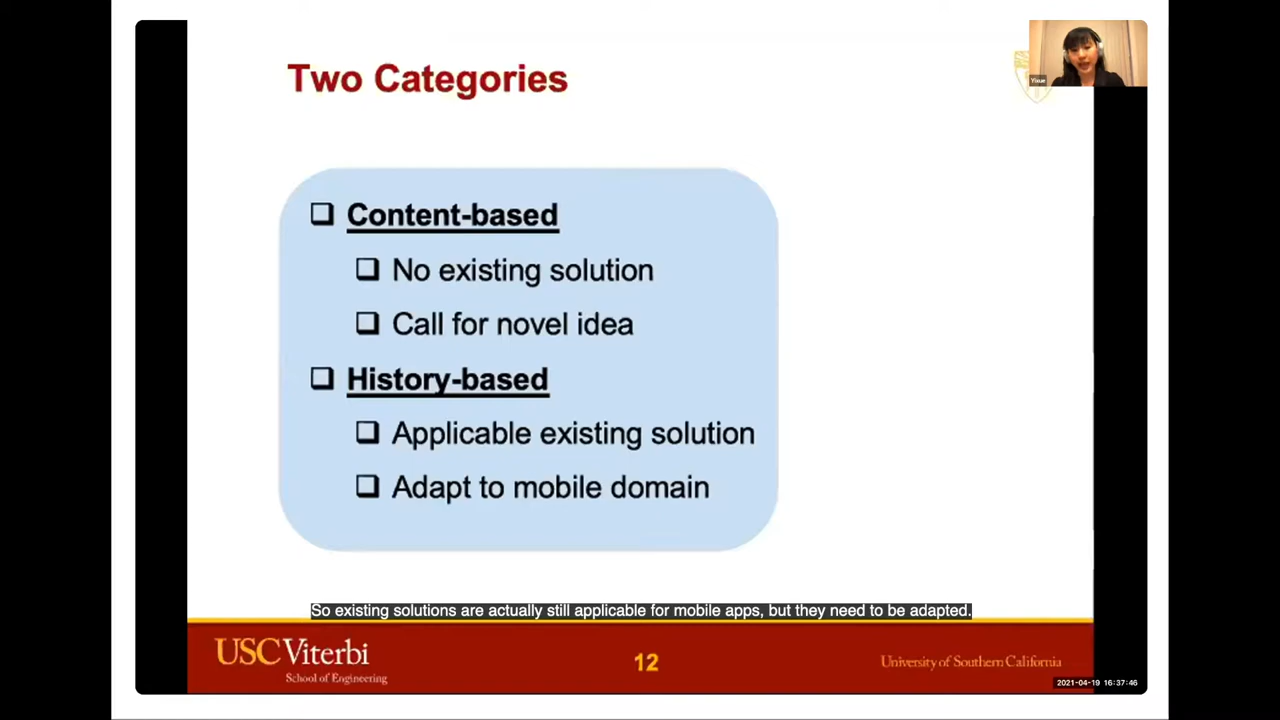 Two Categories
Yixue
❑ Content-based
❑ No existing solution
❑ Call for novel idea
❑ History-based
❑ Applicable existing solution
❑ Adapt to mobile domain
So existing solutions are actually still applicable for mobile apps, but they need to be adapted.
USC Viterbi
School of Engineering
12
University of Southern California
2021-04-19 16:37:46